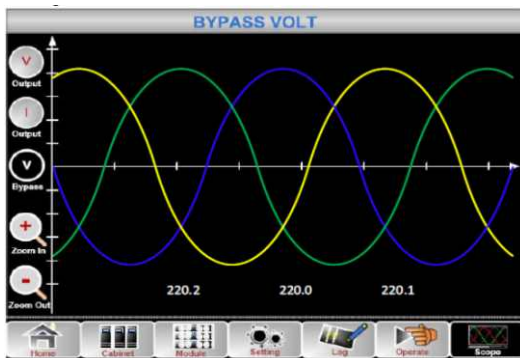 BYPASS VOLT
V
Output
I
Output
V
Bypass
Zoom In
Zoom Out
220.2 220.0 220.1
Home Cabinet Module Setting Log Operate Scope